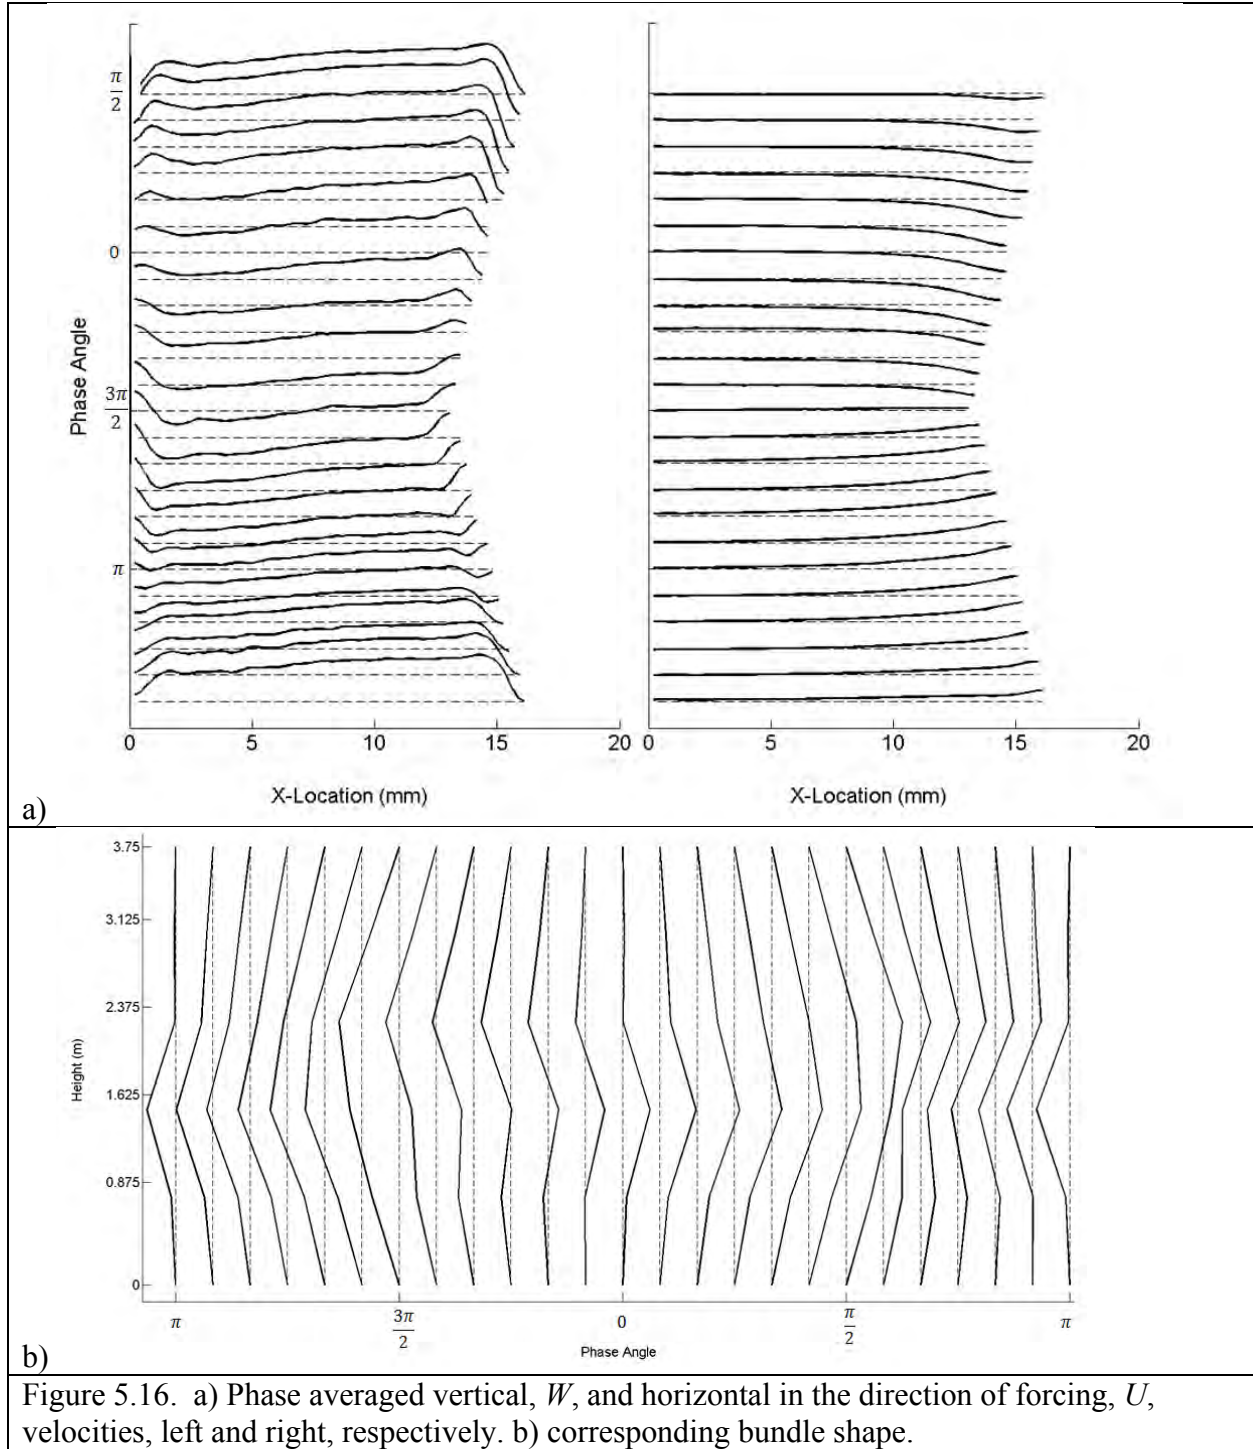 π/2
0
3π/2
π
Phase Angle
0 5 10 15 20
0 5 10 15 20
X-Location (mm)
X-Location (mm)
a)
3.75
3.125
2.375
1.625
0.875
0
Height (m)
π 3π/2 0 π/2 π
Phase Angle
b)
Figure 5.16. a) Phase averaged vertical, W, and horizontal in the direction of forcing, U,
velocities, left and right, respectively. b) corresponding bundle shape.